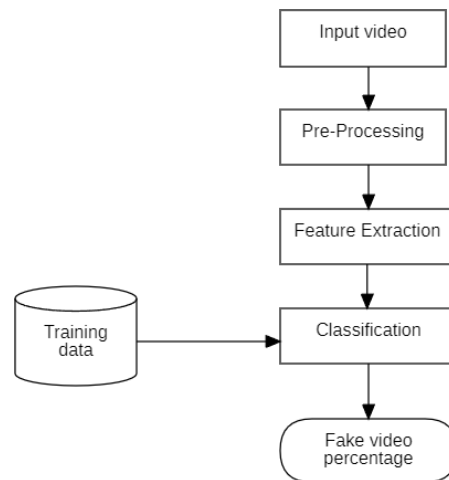 Input video
Pre-Processing
Feature Extraction
Training
data
Classification
Fake video
percentage